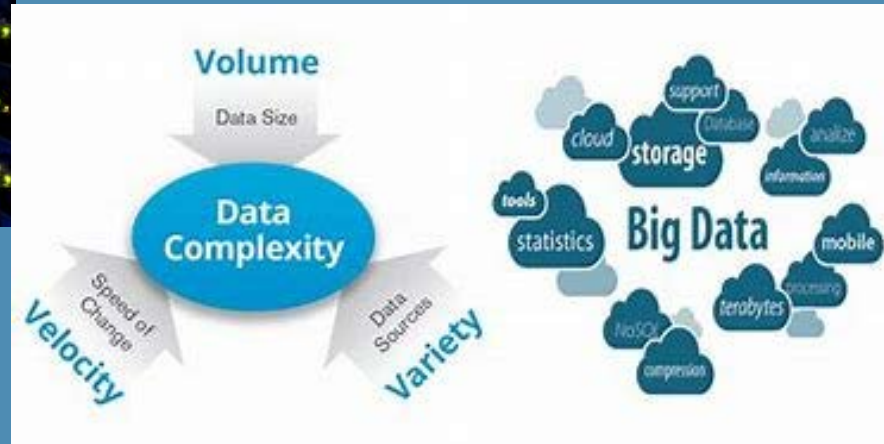 Volume
Data Size
Data
Complexity
Speed of
Change
Velocity
Data
Sources
Variety
support
Database
cloud
storage
analize
information
tools
statistics
Big Data
mobile
processing
terabytes
NoSQL
compression